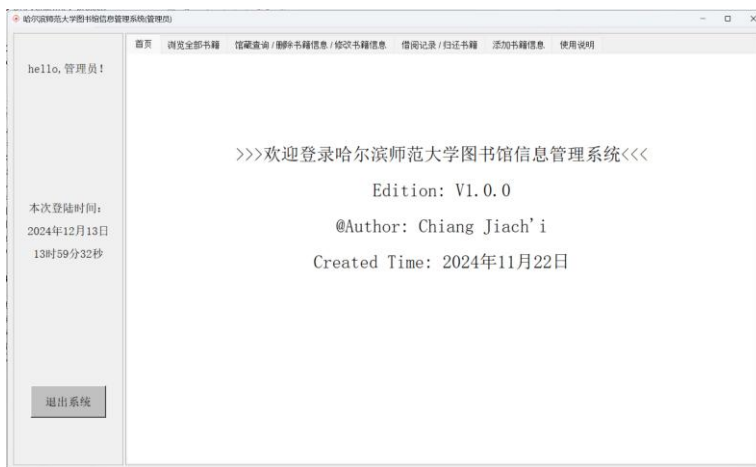 哈尔滨师范大学图书馆信息管理系统(管理员)
首页 浏览全部书籍 馆藏查询/删除书籍信息/修改书籍信息 借阅记录/归还书籍 添加书籍信息 使用说明
hello,管理员!
>>>欢迎登录哈尔滨师范大学图书馆信息管理系统<<<
Edition: V1.0.0
@Author: Chiang Jiach'i
Created Time: 2024年11月22日
本次登陆时间:
2024年12月13日
13时59分32秒
退出系统